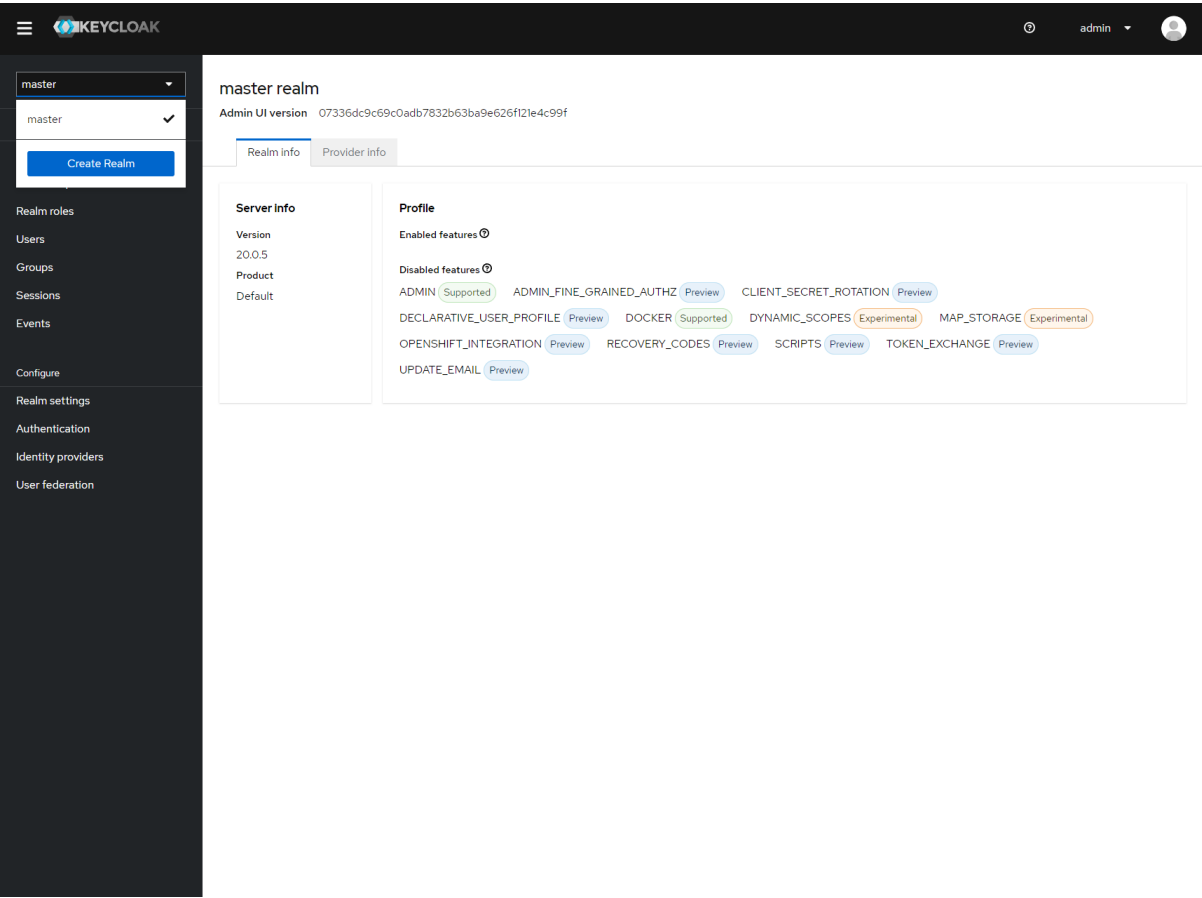 KEYCLOAK
admin
master
master
Create Realm
Realm roles
Users
Groups
Sessions
Events
Configure
Realm settings
Authentication
Identity providers
User federation
master realm
Admin UI version 07336dc9c69c0adb7832b63ba9e626f121e4c99f
Realm info Provider info
Server info
Version
20.0.5
Product
Default
Profile
Enabled features
Disabled features
ADMIN Supported ADMIN_FINE_GRAINED_AUTHZ Preview CLIENT_SECRET_ROTATION Preview
DECLARATIVE_USER_PROFILE Preview DOCKER Supported DYNAMIC_SCOPES Experimental MAP_STORAGE Experimental
OPENSHIFT_INTEGRATION Preview RECOVERY_CODES Preview SCRIPTS Preview TOKEN_EXCHANGE Preview
UPDATE_EMAIL Preview